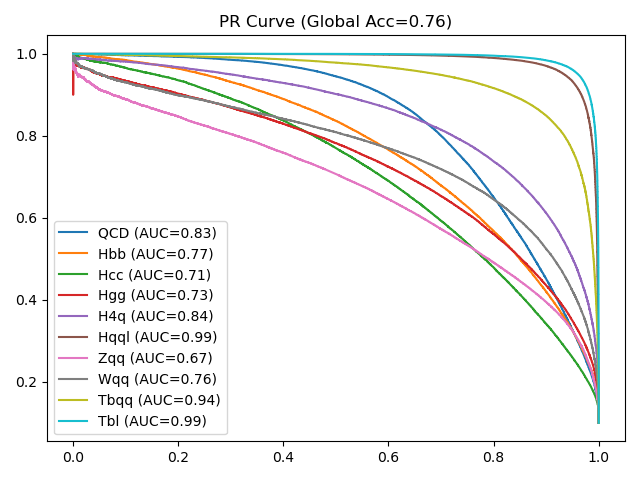 PR Curve (Global Acc=0.76)
1.0
0.8
0.6
0.4
0.2
QCD (AUC=0.83)
Hbb (AUC=0.77)
Hcc (AUC=0.71)
Hgg (AUC=0.73)
H4q (AUC=0.84)
Hqql (AUC=0.99)
Zqq (AUC=0.67)
Wqq (AUC=0.76)
Tbqq (AUC=0.94)
Tbl (AUC=0.99)
0.0 0.2 0.4 0.6 0.8 1.0